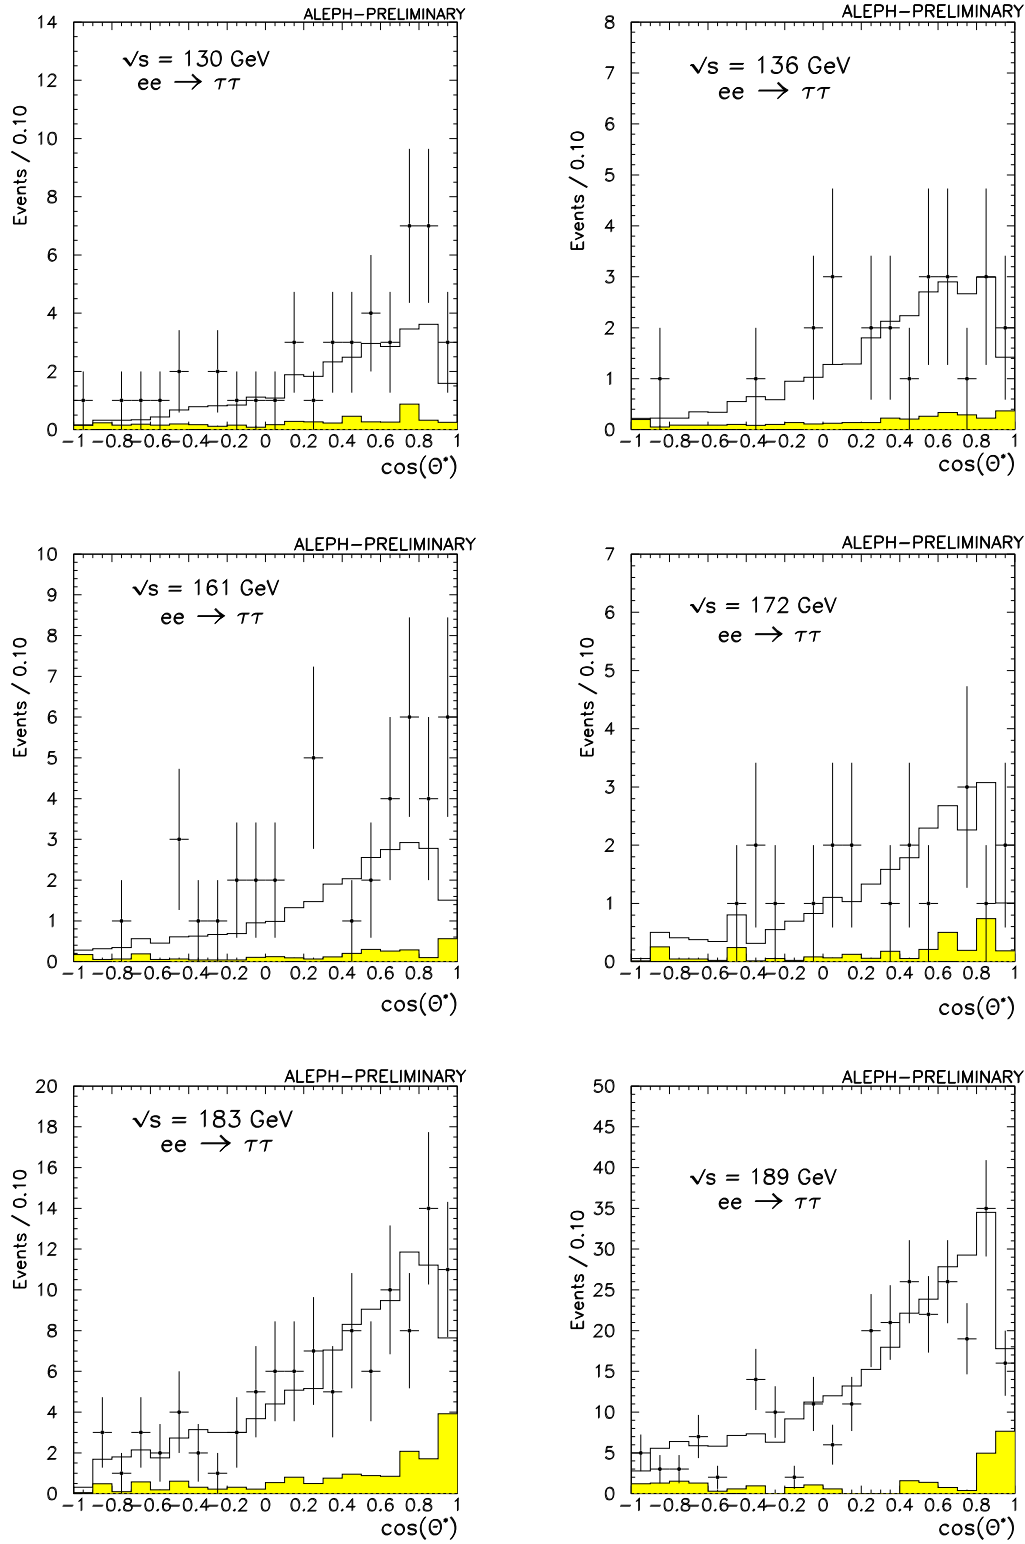 ALEPH-PRELIMINARY
√s = 130 GeV
ee → ττ
Events / 0.10
14
12
10
8
6
4
2
0
-1 -0.8 -0.6 -0.4 -0.2 0 0.2 0.4 0.6 0.8 1
cos(Θ*)
ALEPH-PRELIMINARY
√s = 136 GeV
ee → ττ
Events / 0.10
8
7
6
5
4
3
2
1
0
-1 -0.8 -0.6 -0.4 -0.2 0 0.2 0.4 0.6 0.8 1
cos(Θ*)
ALEPH-PRELIMINARY
√s = 161 GeV
ee → ττ
Events / 0.10
10
9
8
7
6
5
4
3
2
1
0
-1 -0.8 -0.6 -0.4 -0.2 0 0.2 0.4 0.6 0.8 1
cos(Θ*)
ALEPH-PRELIMINARY
√s = 172 GeV
ee → ττ
Events / 0.10
7
6
5
4
3
2
1
0
-1 -0.8 -0.6 -0.4 -0.2 0 0.2 0.4 0.6 0.8 1
cos(Θ*)
ALEPH-PRELIMINARY
√s = 183 GeV
ee → ττ
Events / 0.10
20
18
16
14
12
10
8
6
4
2
0
-1 -0.8 -0.6 -0.4 -0.2 0 0.2 0.4 0.6 0.8 1
cos(Θ*)
ALEPH-PRELIMINARY
√s = 189 GeV
ee → ττ
Events / 0.10
50
45
40
35
30
25
20
15
10
5
0
-1 -0.8 -0.6 -0.4 -0.2 0 0.2 0.4 0.6 0.8 1
cos(Θ*)